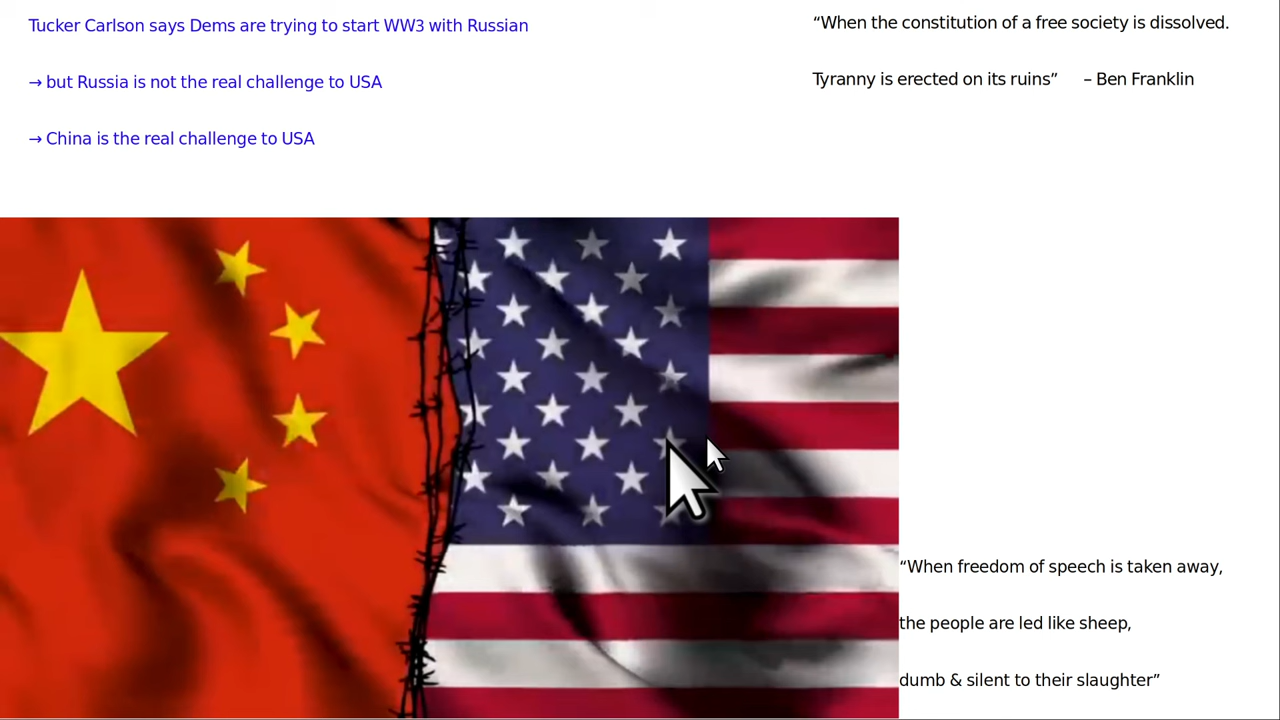 Tucker Carlson says Dems are trying to start WW3 with Russian
→ but Russia is not the real challenge to USA
→ China is the real challenge to USA
“When the constitution of a free society is dissolved.
Tyranny is erected on its ruins” – Ben Franklin
“When freedom of speech is taken away,
the people are led like sheep,
dumb & silent to their slaughter”